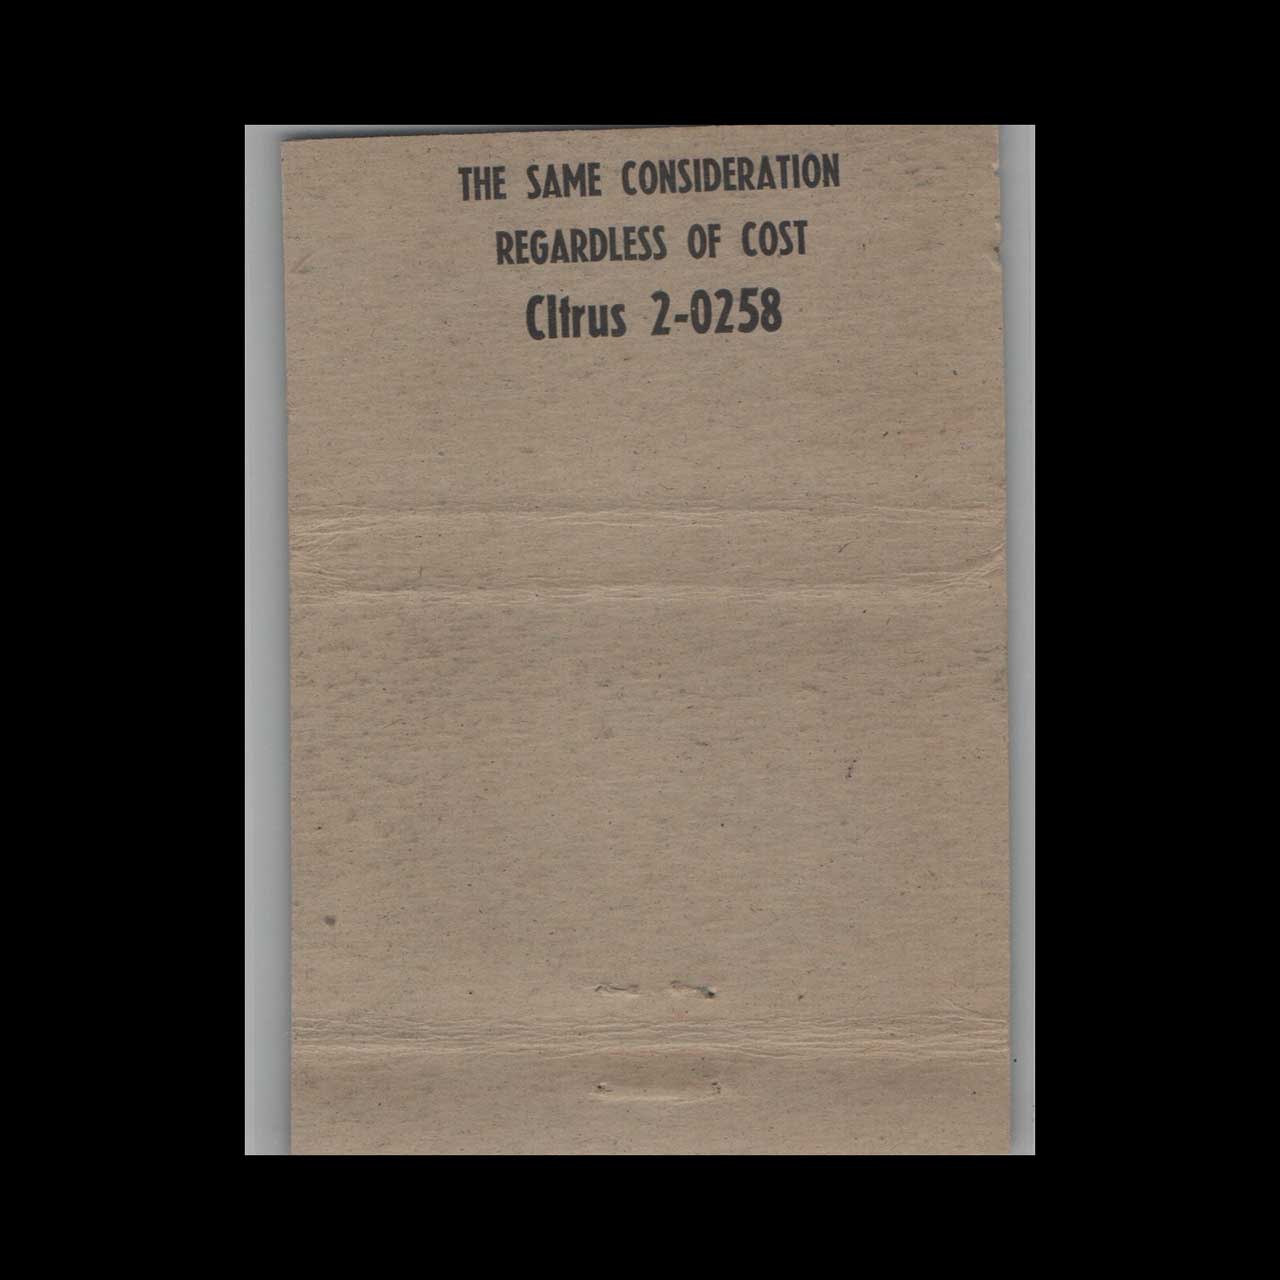 THE SAME CONSIDERATION
REGARDLESS OF COST
CItrus 2-0258